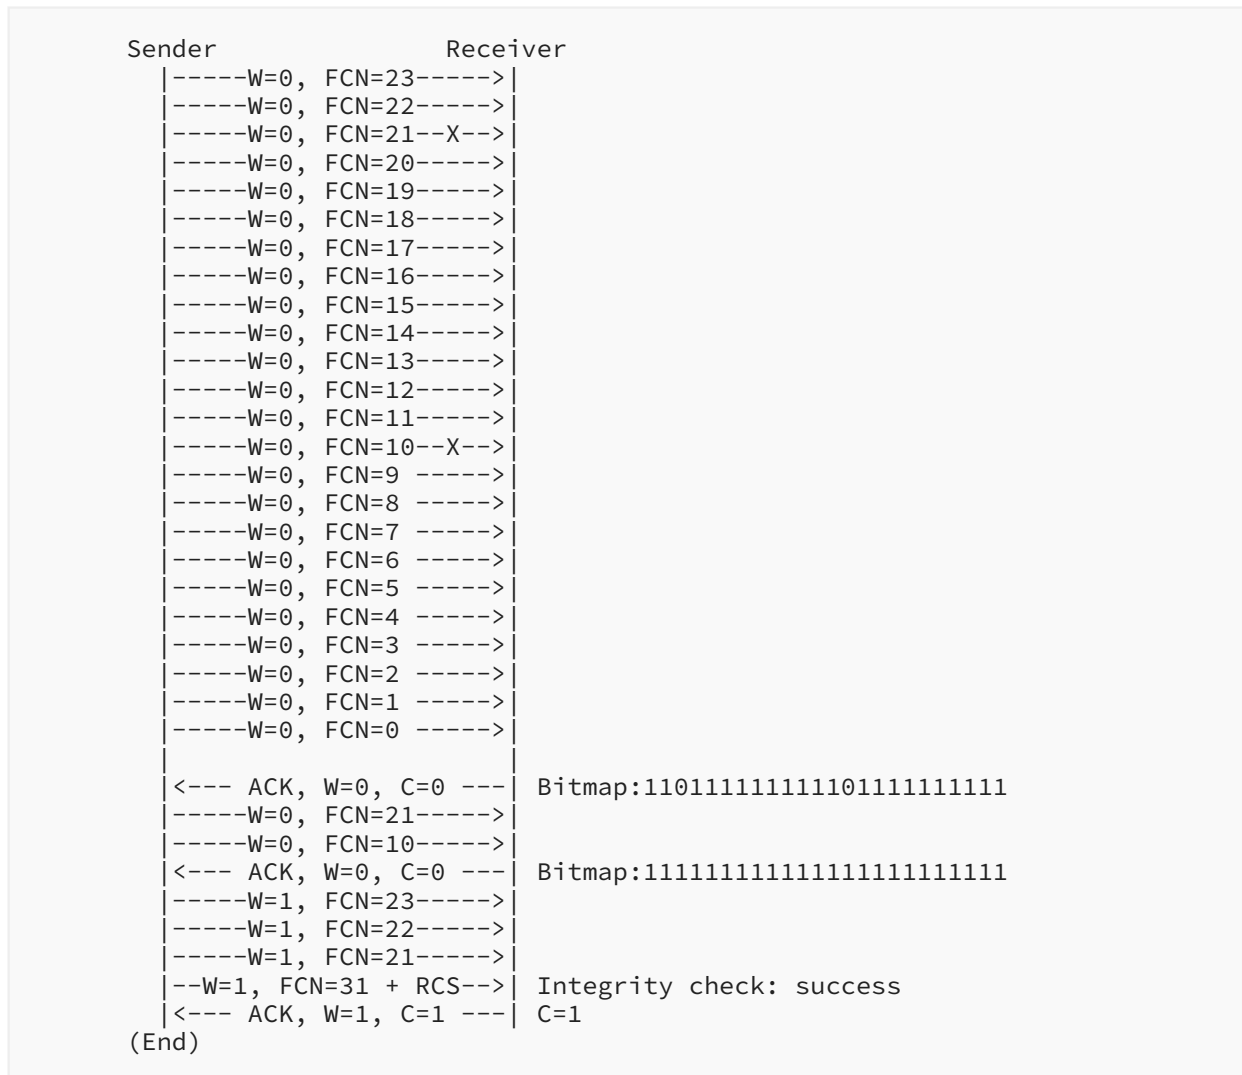 Sender                Receiver
  |-----W=0, FCN=23----->|
  |-----W=0, FCN=22----->|
  |-----W=0, FCN=21--X-->|
  |-----W=0, FCN=20----->|
  |-----W=0, FCN=19----->|
  |-----W=0, FCN=18----->|
  |-----W=0, FCN=17----->|
  |-----W=0, FCN=16----->|
  |-----W=0, FCN=15----->|
  |-----W=0, FCN=14----->|
  |-----W=0, FCN=13----->|
  |-----W=0, FCN=12----->|
  |-----W=0, FCN=11----->|
  |-----W=0, FCN=10--X-->|
  |-----W=0, FCN=9 ----->|
  |-----W=0, FCN=8 ----->|
  |-----W=0, FCN=7 ----->|
  |-----W=0, FCN=6 ----->|
  |-----W=0, FCN=5 ----->|
  |-----W=0, FCN=4 ----->|
  |-----W=0, FCN=3 ----->|
  |-----W=0, FCN=2 ----->|
  |-----W=0, FCN=1 ----->|
  |-----W=0, FCN=0 ----->|
  |                      |
  |<--- ACK, W=0, C=0 ---| Bitmap:110111111111101111111111
  |-----W=0, FCN=21----->|
  |-----W=0, FCN=10----->|
  |<--- ACK, W=0, C=0 ---| Bitmap:111111111111111111111111
  |-----W=1, FCN=23----->|
  |-----W=1, FCN=22----->|
  |-----W=1, FCN=21----->|
  |--W=1, FCN=31 + RCS-->| Integrity check: success
  |<--- ACK, W=1, C=1 ---| C=1
(End)